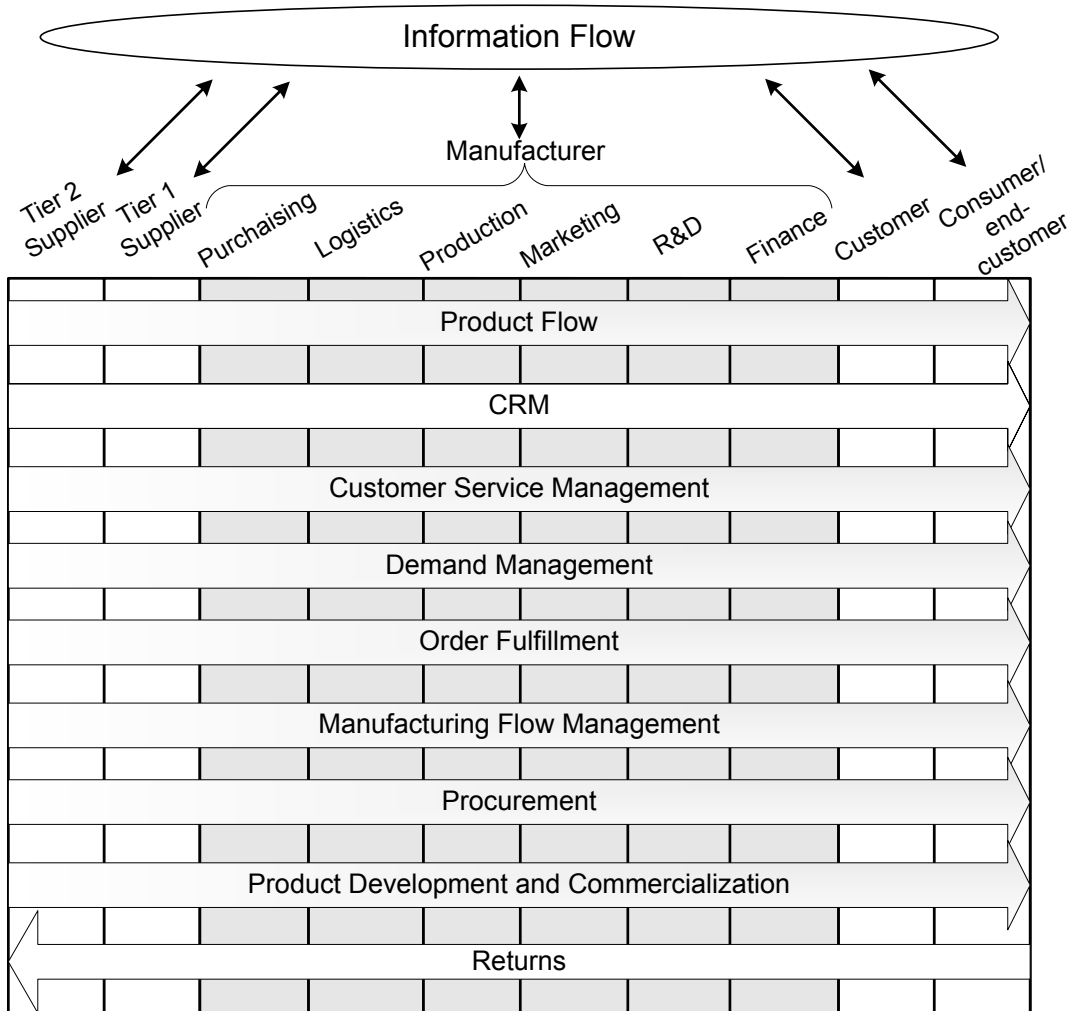 Information Flow
Manufacturer
Tier 2
Supplier
Tier 1
Supplier
Purchaising
Logistics
Production
Marketing
R&D
Finance
Customer
Consumer/
end-
customer
Product Flow
CRM
Customer Service Management
Demand Management
Order Fulfillment
Manufacturing Flow Management
Procurement
Product Development and Commercialization
Returns